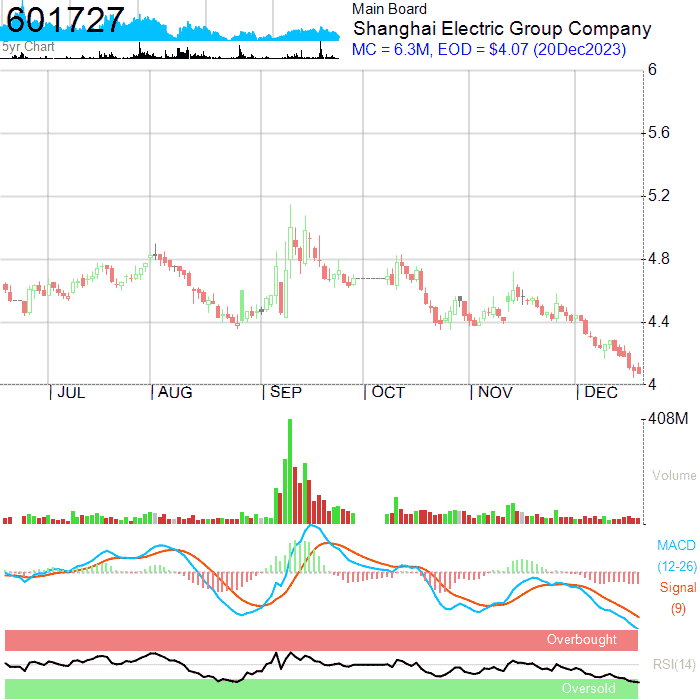 601727
5yr Chart
Main Board
Shanghai Electric Group Company
MC = 6.3M, EOD = $4.07 (20Dec2023)
6
5.6
5.2
4.8
4.4
4
JUL AUG SEP OCT NOV DEC
408M
Volume
MACD
(12-26)
Signal
(9)
Overbought
RSI(14)
Oversold